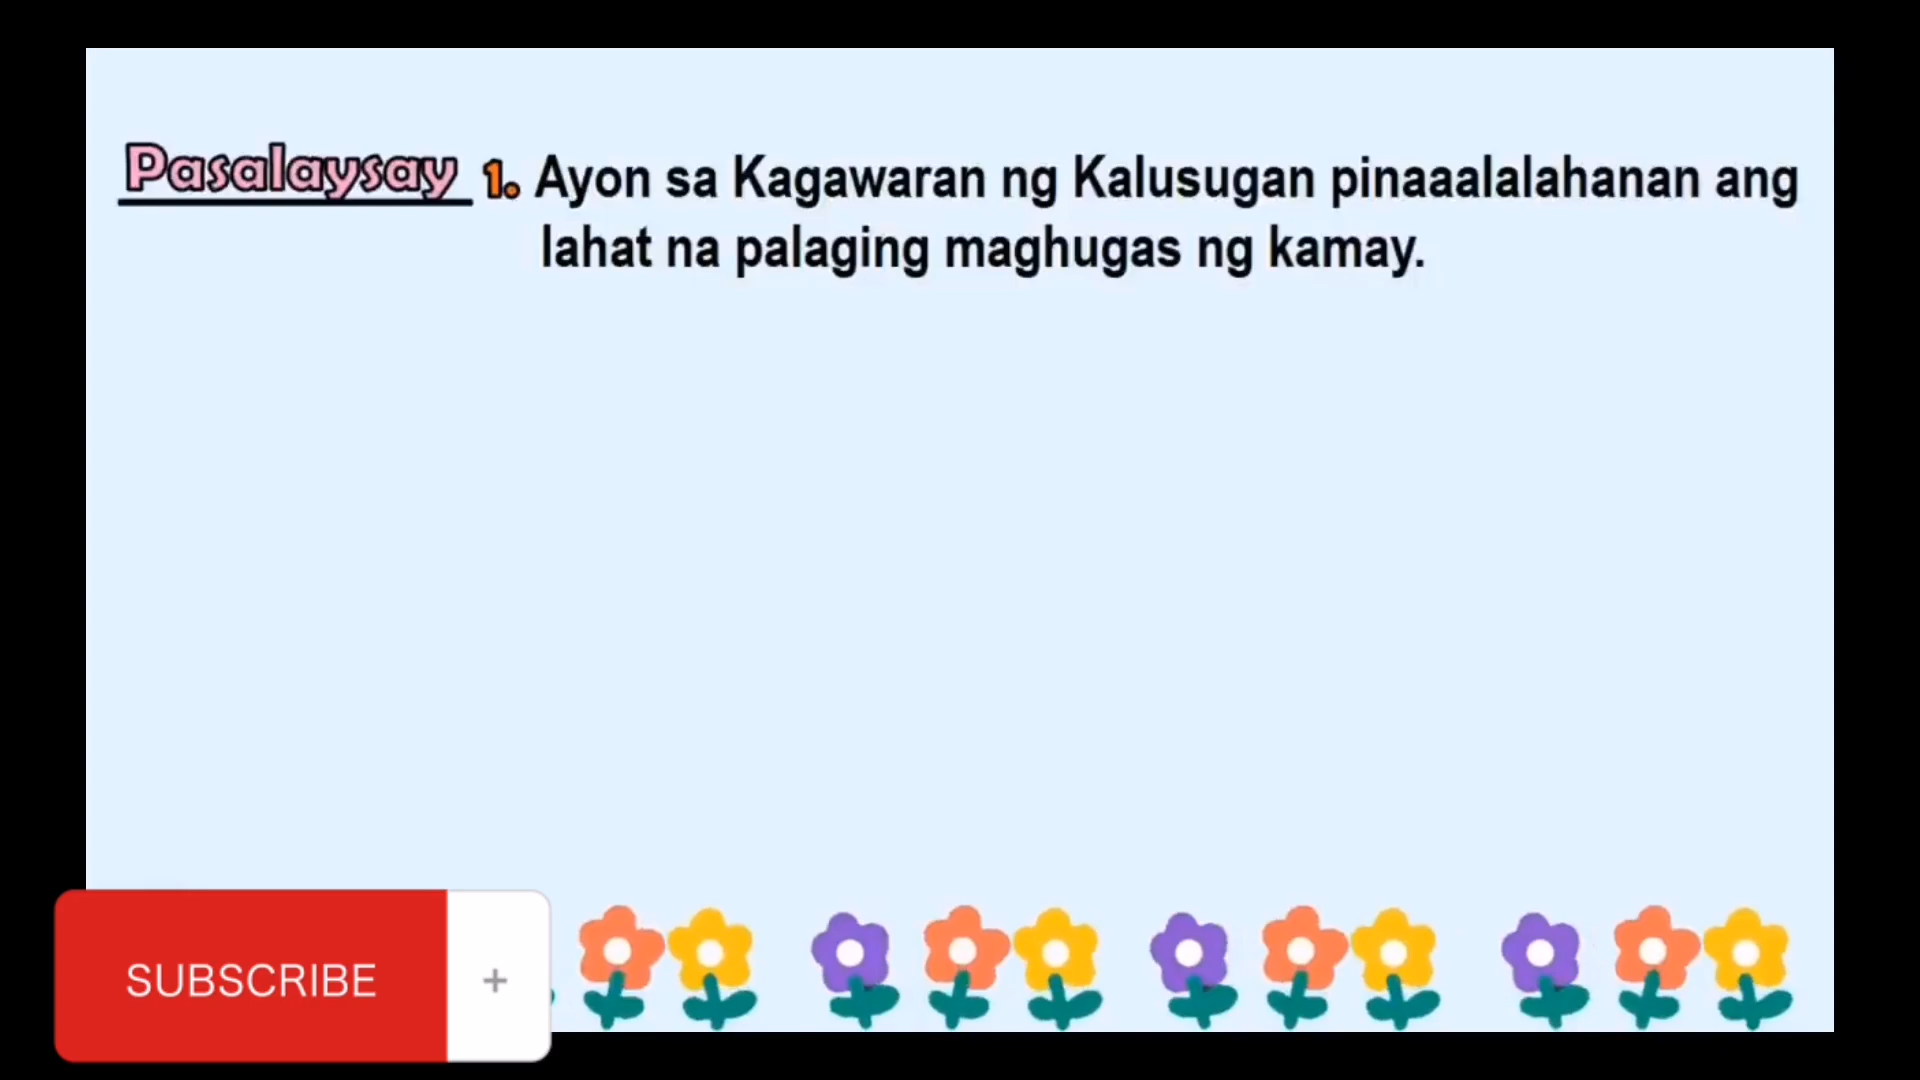 Pasalaysay 1. Ayon sa Kagawaran ng Kalusugan pinaaalalahanan ang
lahat na palaging maghugas ng kamay.
SUBSCRIBE +